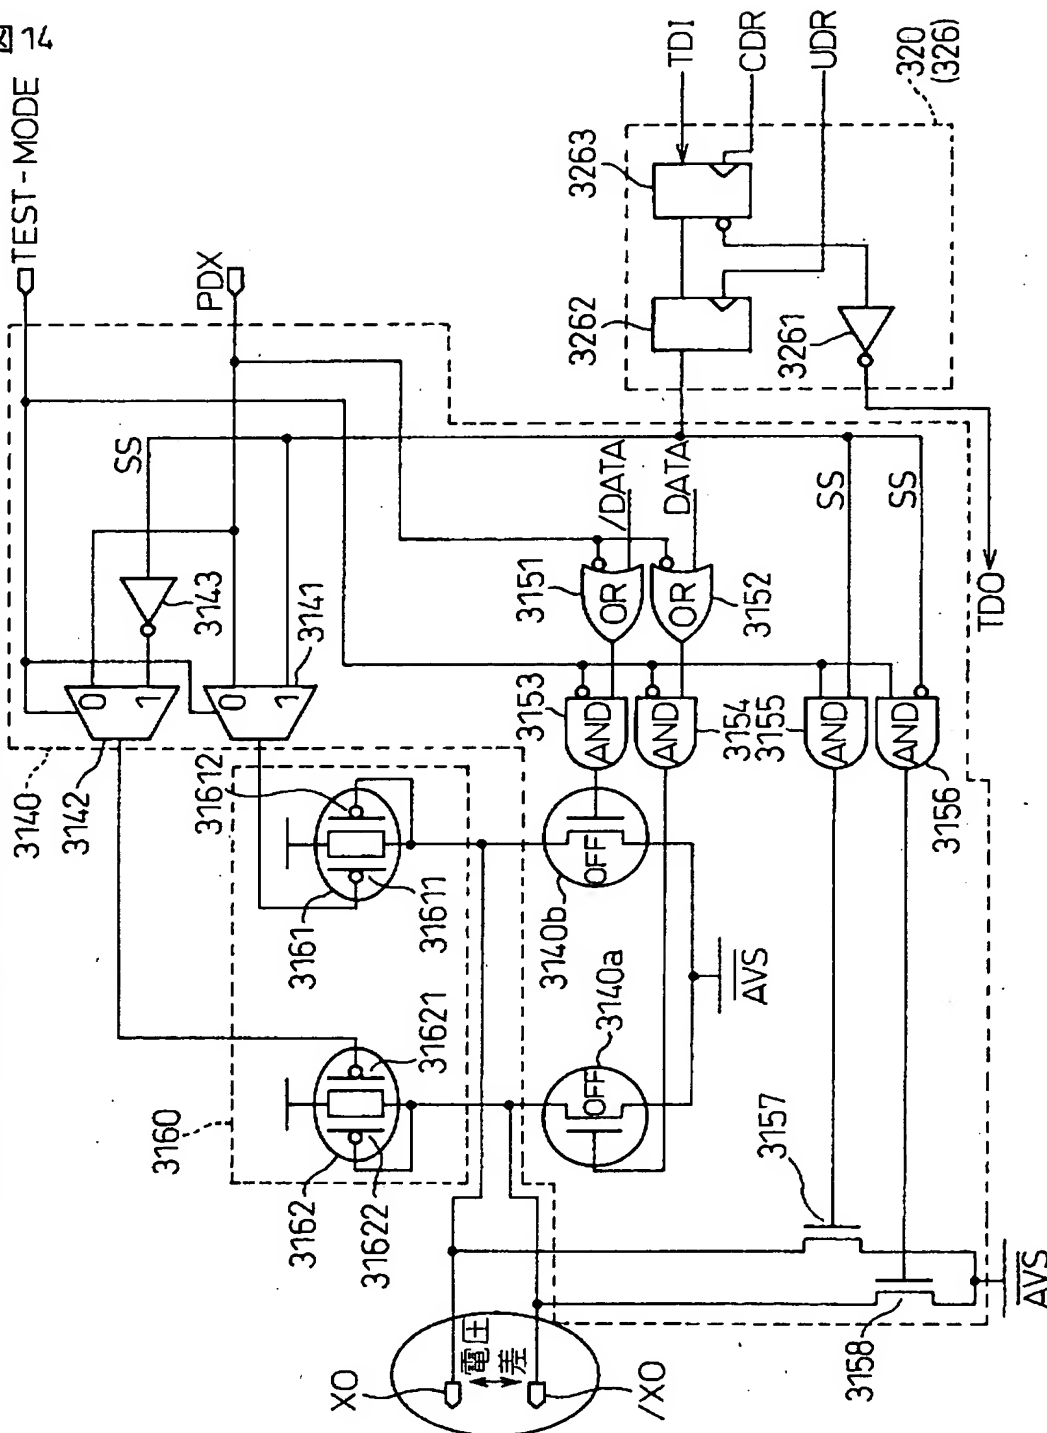 図 14
TEST-MODE
PDX
TDI
CDR
UDR
320
(326)
3263
3262
3261
SS
3143
3141
3140
3142
0
1
0
1
/DATA
DATA
3151
OR
OR
3152
SS
SS
TDO
3153
AND
AND
3154
3155
AND
AND
3156
31612
3161
31611
3160
31621
3162
31622
OFF
3140b
OFF
3140a
AVS
3157
3158
AVS
XO
電圧
差
/XO